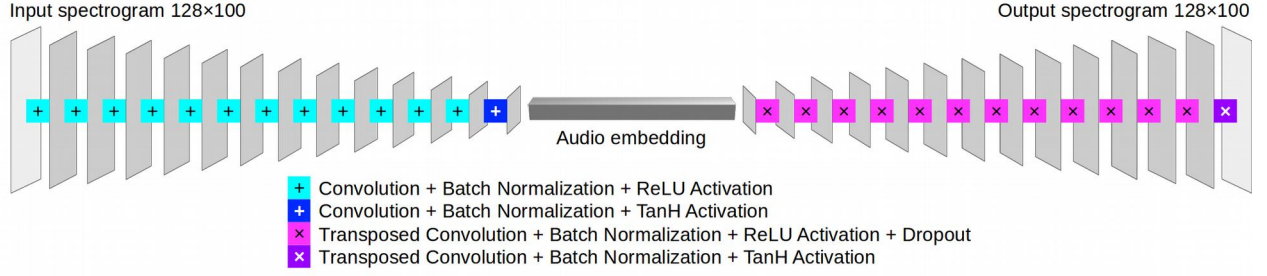 Input spectrogram 128×100
Output spectrogram 128×100
+ + + + + + + + + + + + +
× × × × × × × × × × × × ×
Audio embedding
+ Convolution + Batch Normalization + ReLU Activation
+ Convolution + Batch Normalization + TanH Activation
× Transposed Convolution + Batch Normalization + ReLU Activation + Dropout
× Transposed Convolution + Batch Normalization + TanH Activation